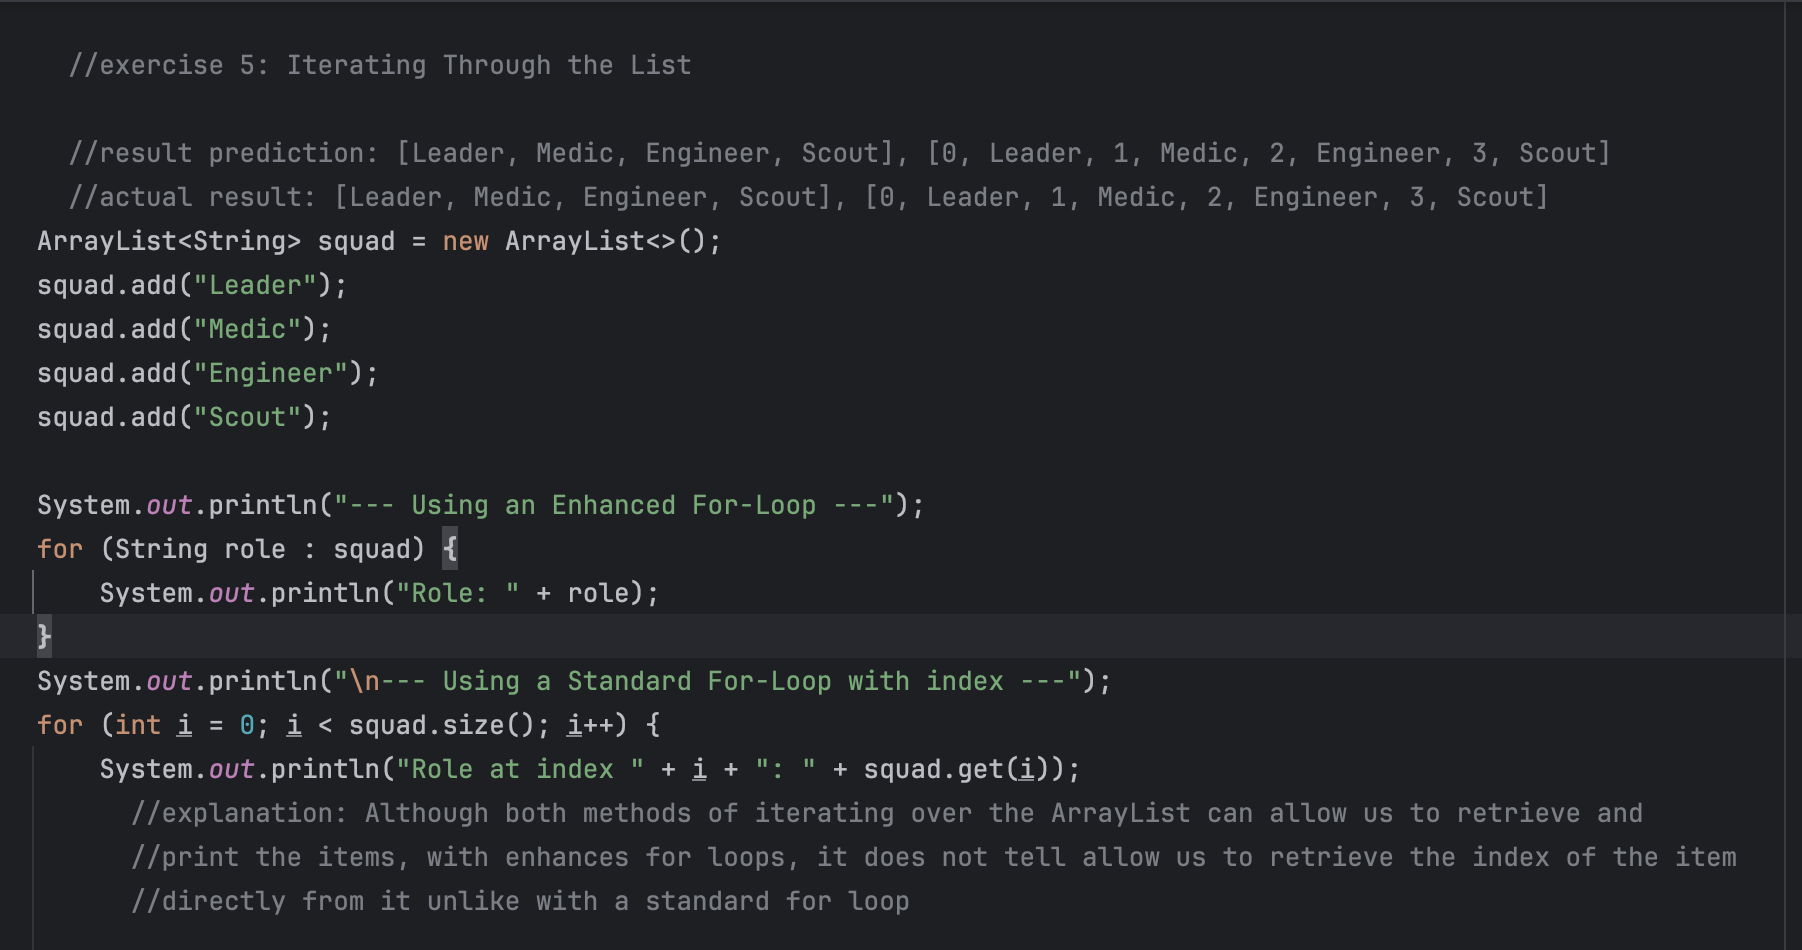 //exercise 5: Iterating Through the List
//result prediction: [Leader, Medic, Engineer, Scout], [0, Leader, 1, Medic, 2, Engineer, 3, Scout]
//actual result: [Leader, Medic, Engineer, Scout], [0, Leader, 1, Medic, 2, Engineer, 3, Scout]
ArrayList<String> squad = new ArrayList<>();
squad.add("Leader");
squad.add("Medic");
squad.add("Engineer");
squad.add("Scout");
System.out.println("--- Using an Enhanced For-Loop ---");
for (String role : squad) {
System.out.println("Role: " + role);
}
System.out.println("\n--- Using a Standard For-Loop with index ---");
for (int i = 0; i < squad.size(); i++) {
System.out.println("Role at index " + i + ": " + squad.get(i));
//explanation: Although both methods of iterating over the ArrayList can allow us to retrieve and
//print the items, with enhances for loops, it does not tell allow us to retrieve the index of the item
//directly from it unlike with a standard for loop